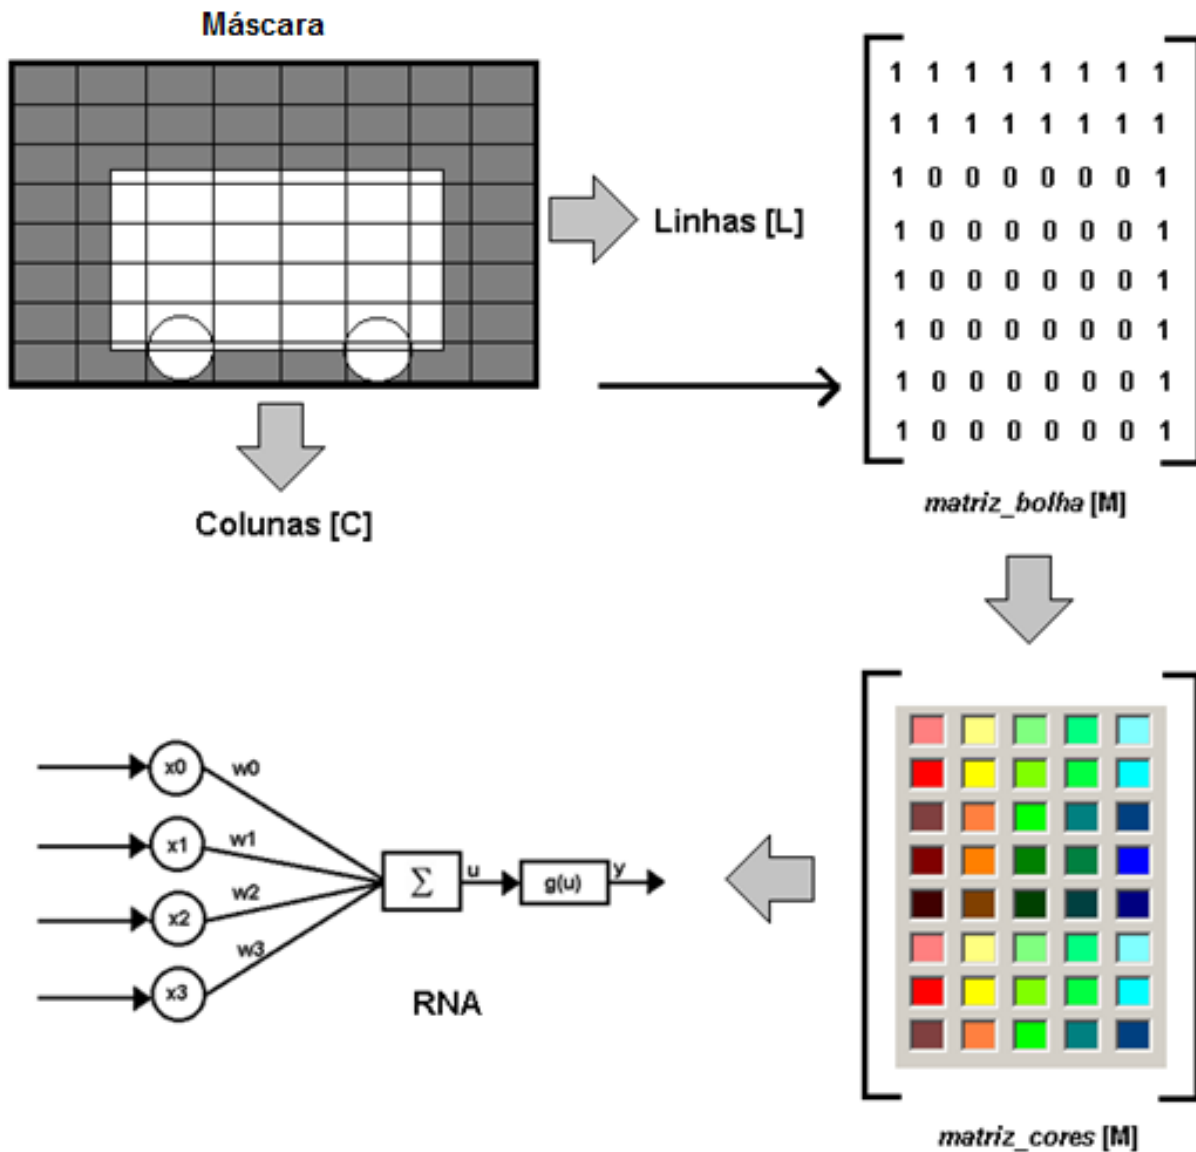 Máscara
Linhas [L]
Colunas [C]
1 1 1 1 1 1 1 1
1 1 1 1 1 1 1 1
1 0 0 0 0 0 0 1
1 0 0 0 0 0 0 1
1 0 0 0 0 0 0 1
1 0 0 0 0 0 0 1
1 0 0 0 0 0 0 1
1 0 0 0 0 0 0 1
matriz_bolha [M]
x0
w0
x1
w1
x2
w2
x3
w3
Σ
u
g(u)
y
RNA
matriz_cores [M]